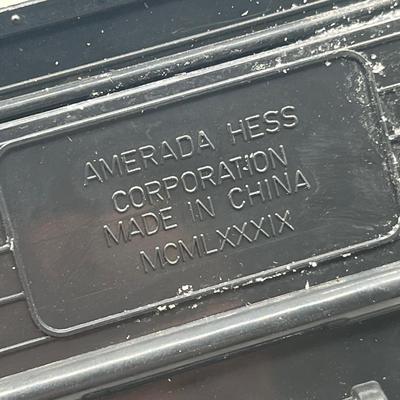 AMERADA HESS
CORPORATION
MADE IN CHINA
MCMLXXXIX